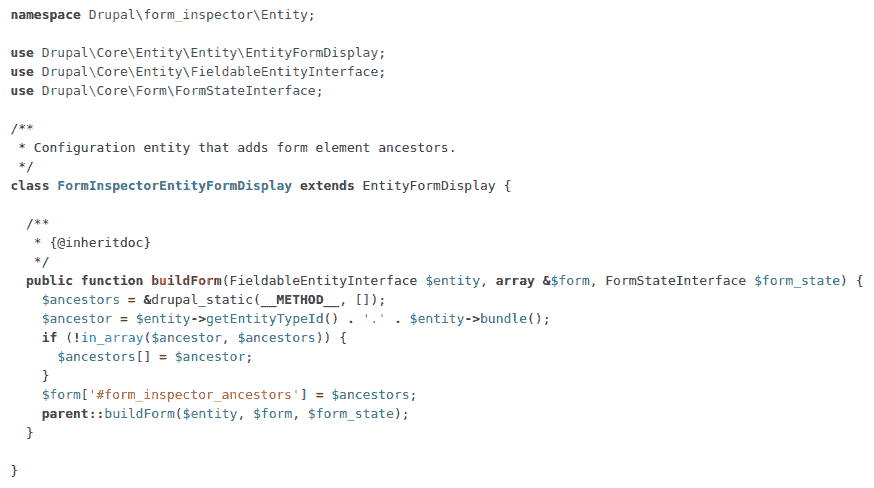 namespace Drupal\form_inspector\Entity;

use Drupal\Core\Entity\Entity\EntityFormDisplay;
use Drupal\Core\Entity\FieldableEntityInterface;
use Drupal\Core\Form\FormStateInterface;

/**
 * Configuration entity that adds form element ancestors.
 */
class FormInspectorEntityFormDisplay extends EntityFormDisplay {

  /**
   * {@inheritdoc}
   */
  public function buildForm(FieldableEntityInterface $entity, array &$form, FormStateInterface $form_state) {
    $ancestors = &drupal_static(__METHOD__, []);
    $ancestor = $entity->getEntityTypeId() . '.' . $entity->bundle();
    if (!in_array($ancestor, $ancestors)) {
      $ancestors[] = $ancestor;
    }
    $form['#form_inspector_ancestors'] = $ancestors;
    parent::buildForm($entity, $form, $form_state);
  }

}